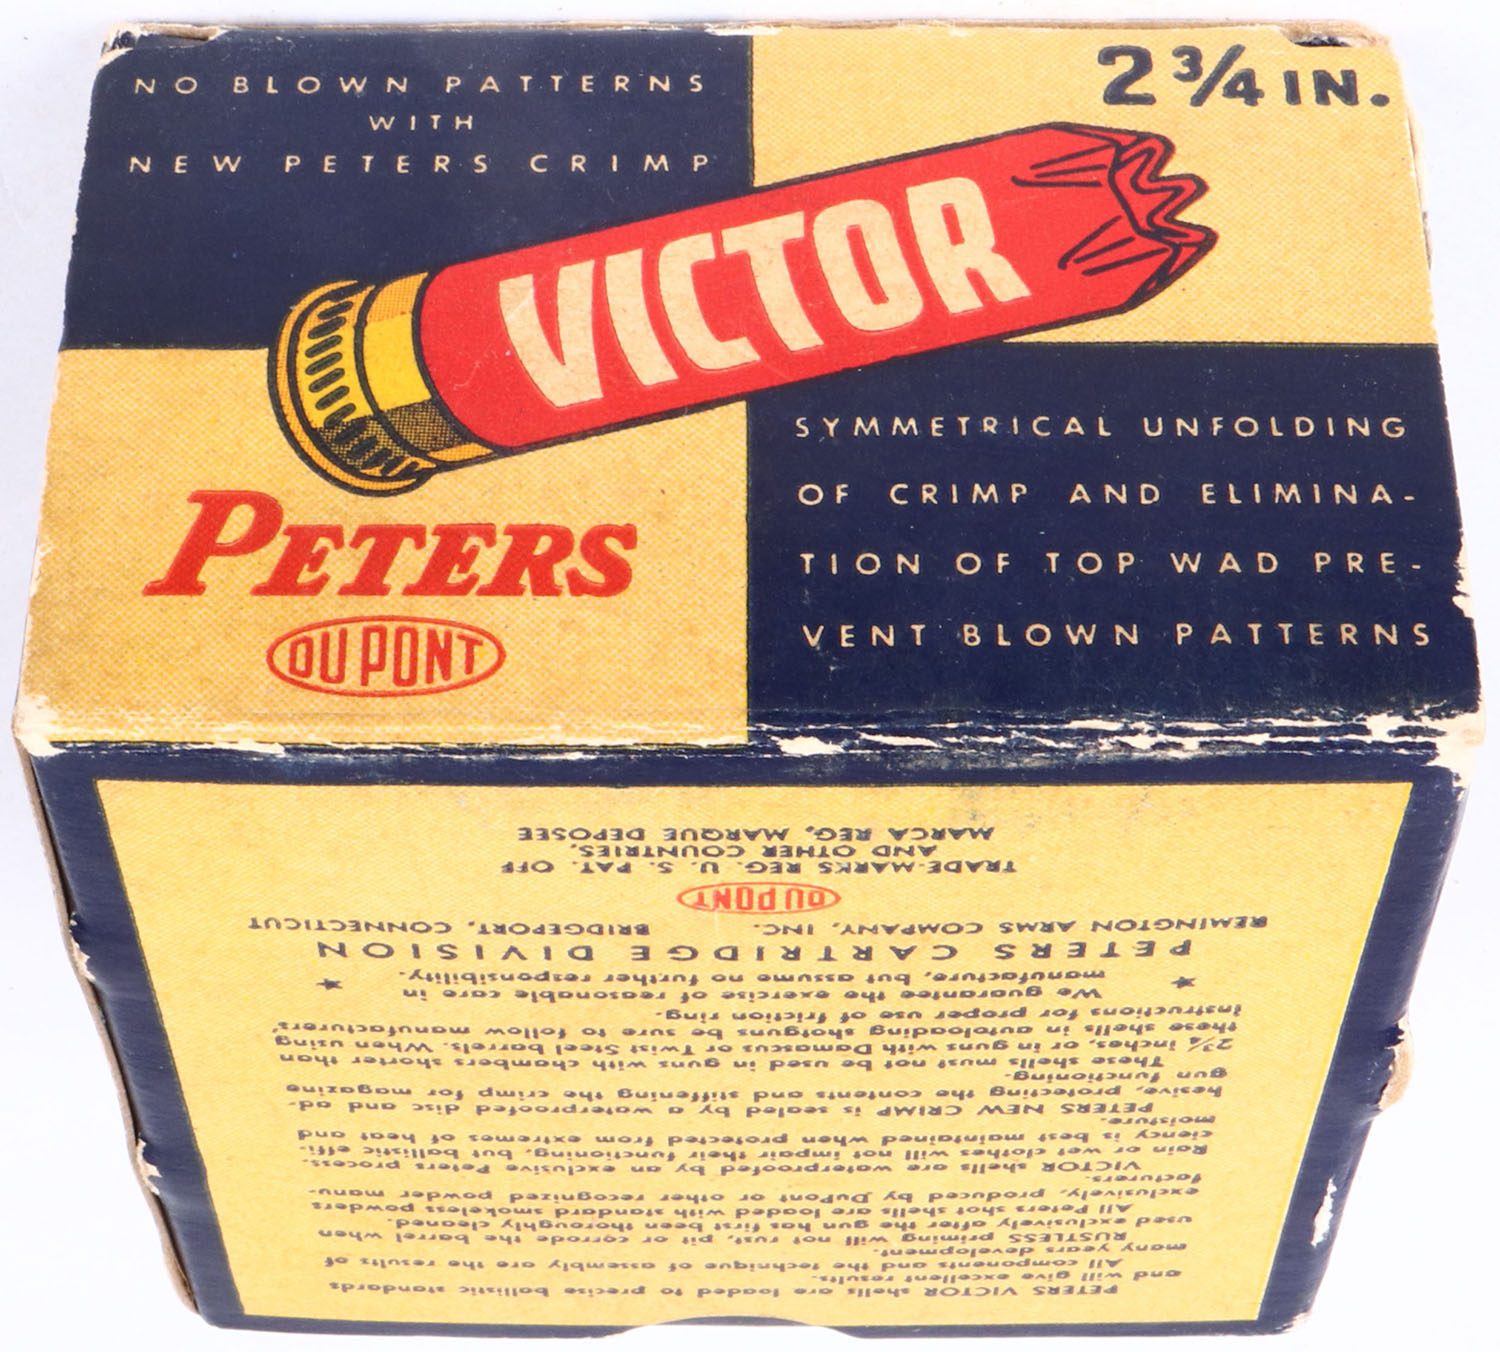 NO BLOWN PATTERNS
WITH
NEW PETERS CRIMP
2 3/4 IN.
VICTOR
PETERS
DU PONT
SYMMETRICAL UNFOLDING
OF CRIMP AND ELIMINA-
TION OF TOP WAD PRE-
VENT BLOWN PATTERNS
PETERS VICTOR shells are loaded to precise ballistic standards
and will give excellent results.
All components and the technique of assembly are the results of
many years development.
RUSTLESS priming will not rust, pit or corrode the barrel when
used exclusively after the gun has first been thoroughly cleaned.
All Peters shot shells are loaded with standard smokeless powders
exclusively, produced by DuPont or other recognized powder manu-
facturers.
VICTOR shells are waterproofed by an exclusive Peters process.
Rain or wet clothes will not impair their functioning, but ballistic effi-
ciency is best maintained when protected from extremes of heat and
moisture.
PETERS NEW CRIMP is sealed by a waterproofed disc and ad-
hesive, protecting the contents and stiffening the crimp for magazine
gun functioning.
These shells must not be used in guns with chambers shorter than
2 3/4 inches, or in guns with Damascus or Twist Steel barrels. When using
these shells in autoloading shotguns be sure to follow manufacturers'
instructions for proper use of friction ring.
We guarantee the exercise of reasonable care in
manufacture, but assume no further responsibility.
PETERS CARTRIDGE DIVISION
REMINGTON ARMS COMPANY, INC. BRIDGEPORT, CONNECTICUT
DU PONT
TRADE-MARKS REG. U. S. PAT. OFF
AND OTHER COUNTRIES,
MARCA REG, MARQUE DEPOSEE